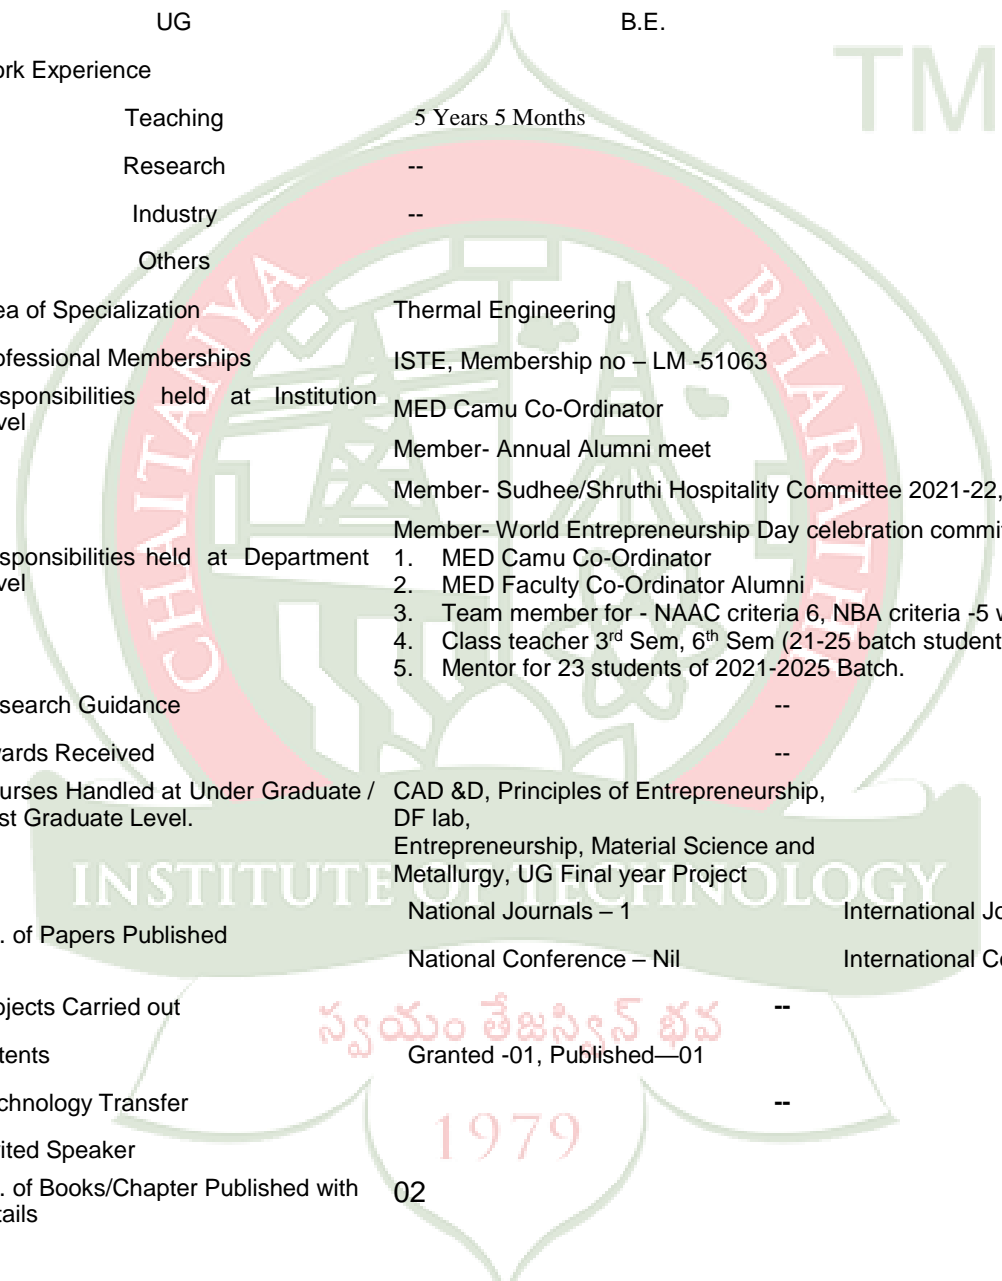 UG B.E.
ork Experience
Teaching 5 Years 5 Months
Research --
Industry --
Others
ea of Specialization Thermal Engineering
ofessional Memberships ISTE, Membership no – LM -51063
sponsibilities held at Institution
vel
MED Camu Co-Ordinator
Member- Annual Alumni meet
Member- Sudhee/Shruthi Hospitality Committee 2021-22,
Member- World Entrepreneurship Day celebration commit
sponsibilities held at Department
vel
1. MED Camu Co-Ordinator
2. MED Faculty Co-Ordinator Alumni
3. Team member for - NAAC criteria 6, NBA criteria -5 w
4. Class teacher 3rd Sem, 6th Sem (21-25 batch student
5. Mentor for 23 students of 2021-2025 Batch.
search Guidance --
wards Received --
urses Handled at Under Graduate /
st Graduate Level.
CAD &D, Principles of Entrepreneurship,
DF lab,
Entrepreneurship, Material Science and
Metallurgy, UG Final year Project
. of Papers Published
National Journals – 1 International Jo
National Conference – Nil International Co
ojects Carried out --
tents Granted -01, Published—01
chnology Transfer --
ited Speaker
. of Books/Chapter Published with
tails
02
TM
CHAITANYA BHARATHI
INSTITUTE OF TECHNOLOGY
స్వయం తేజస్విన్ భవ
1979